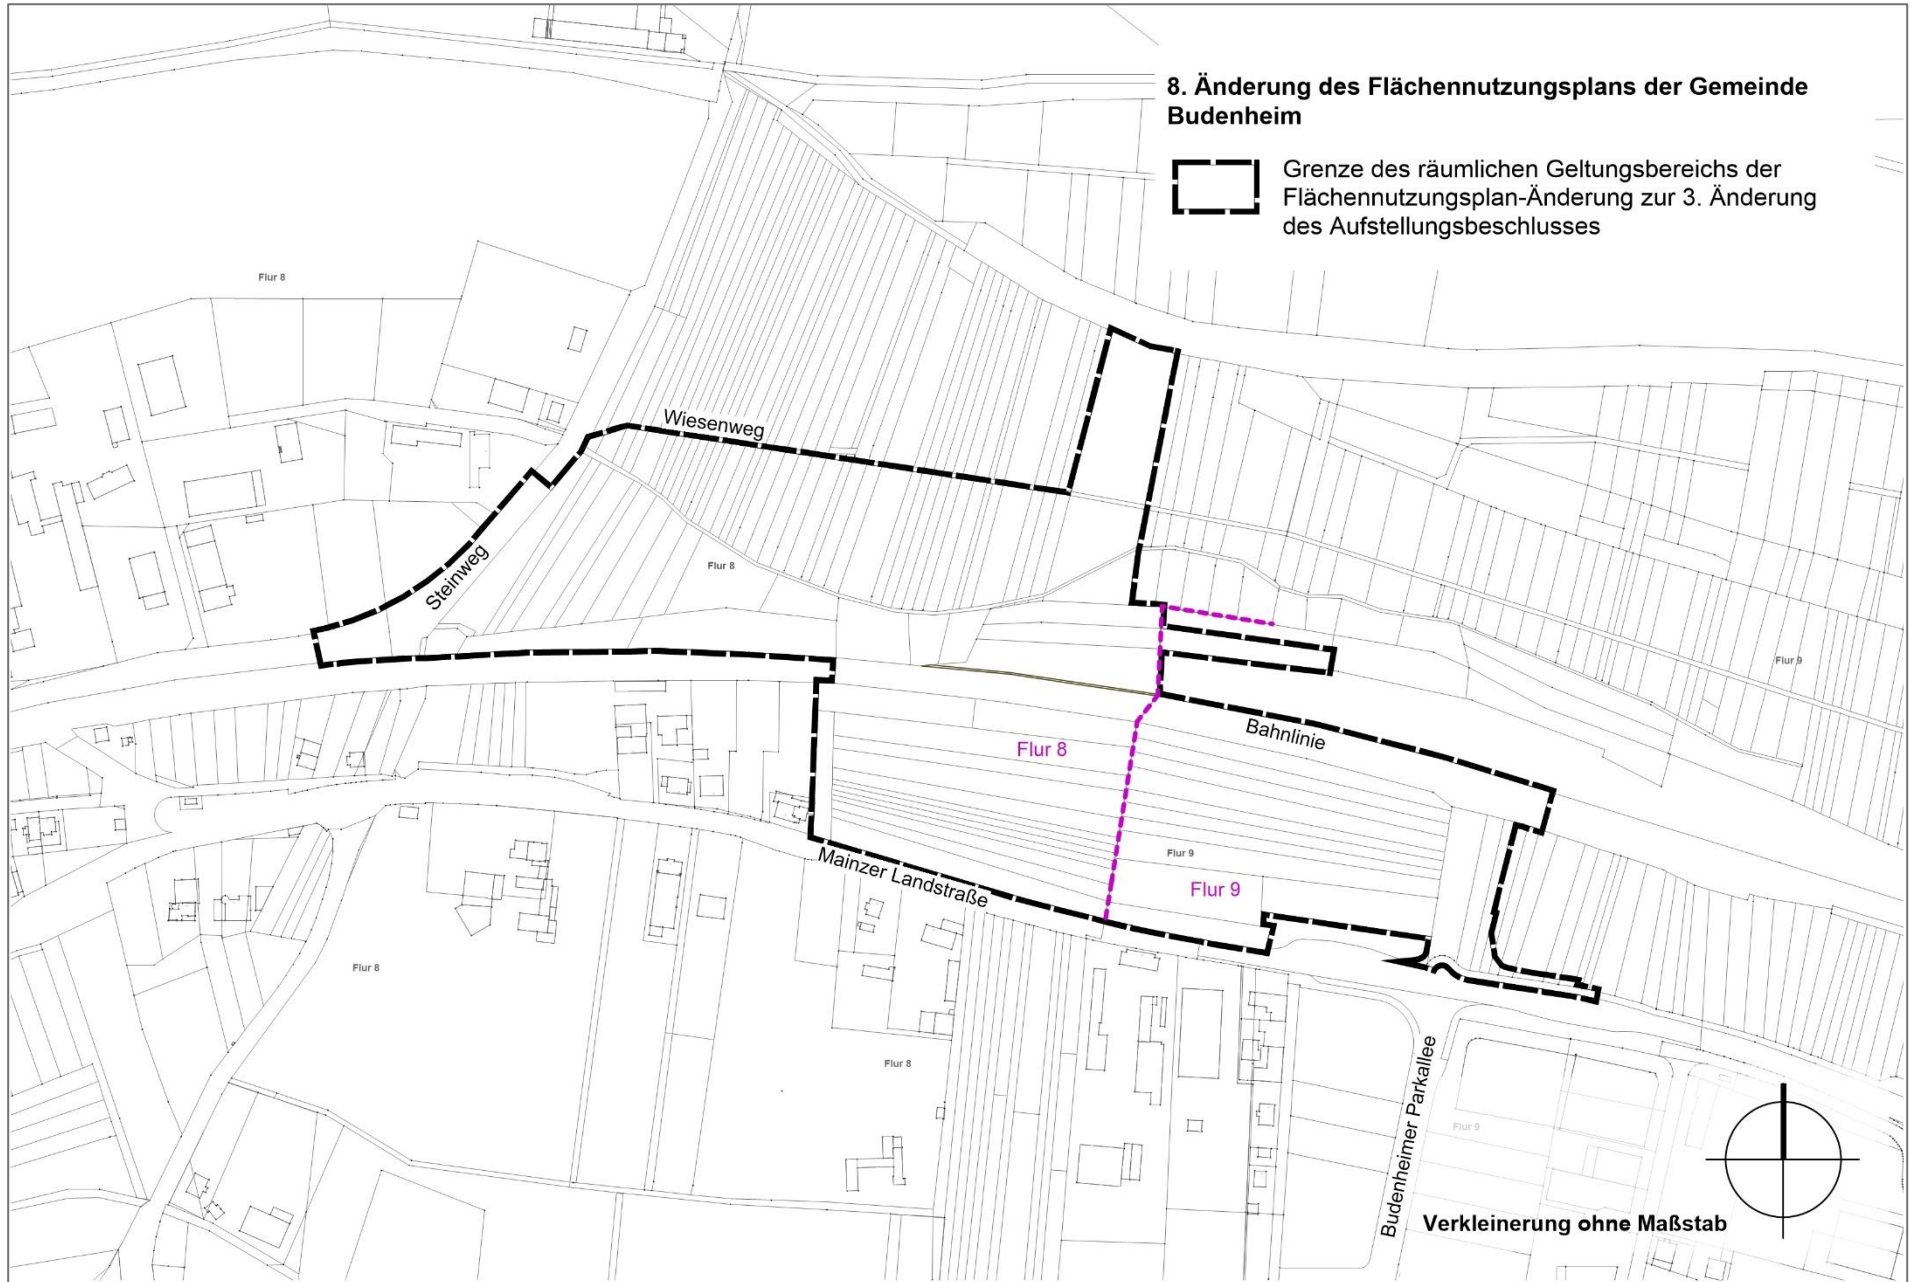 8. Änderung des Flächennutzungsplans der Gemeinde
Budenheim
Grenze des räumlichen Geltungsbereichs der
Flächennutzungsplan-Änderung zur 3. Änderung
des Aufstellungsbeschlusses
Flur 8
Wiesenweg
Steinweg
Flur 8
Flur 9
Bahnlinie
Flur 8
Flur 9
Flur 9
Mainzer Landstraße
Flur 8
Flur 8
Budenheimer Parkallee
Flur 9
Verkleinerung ohne Maßstab